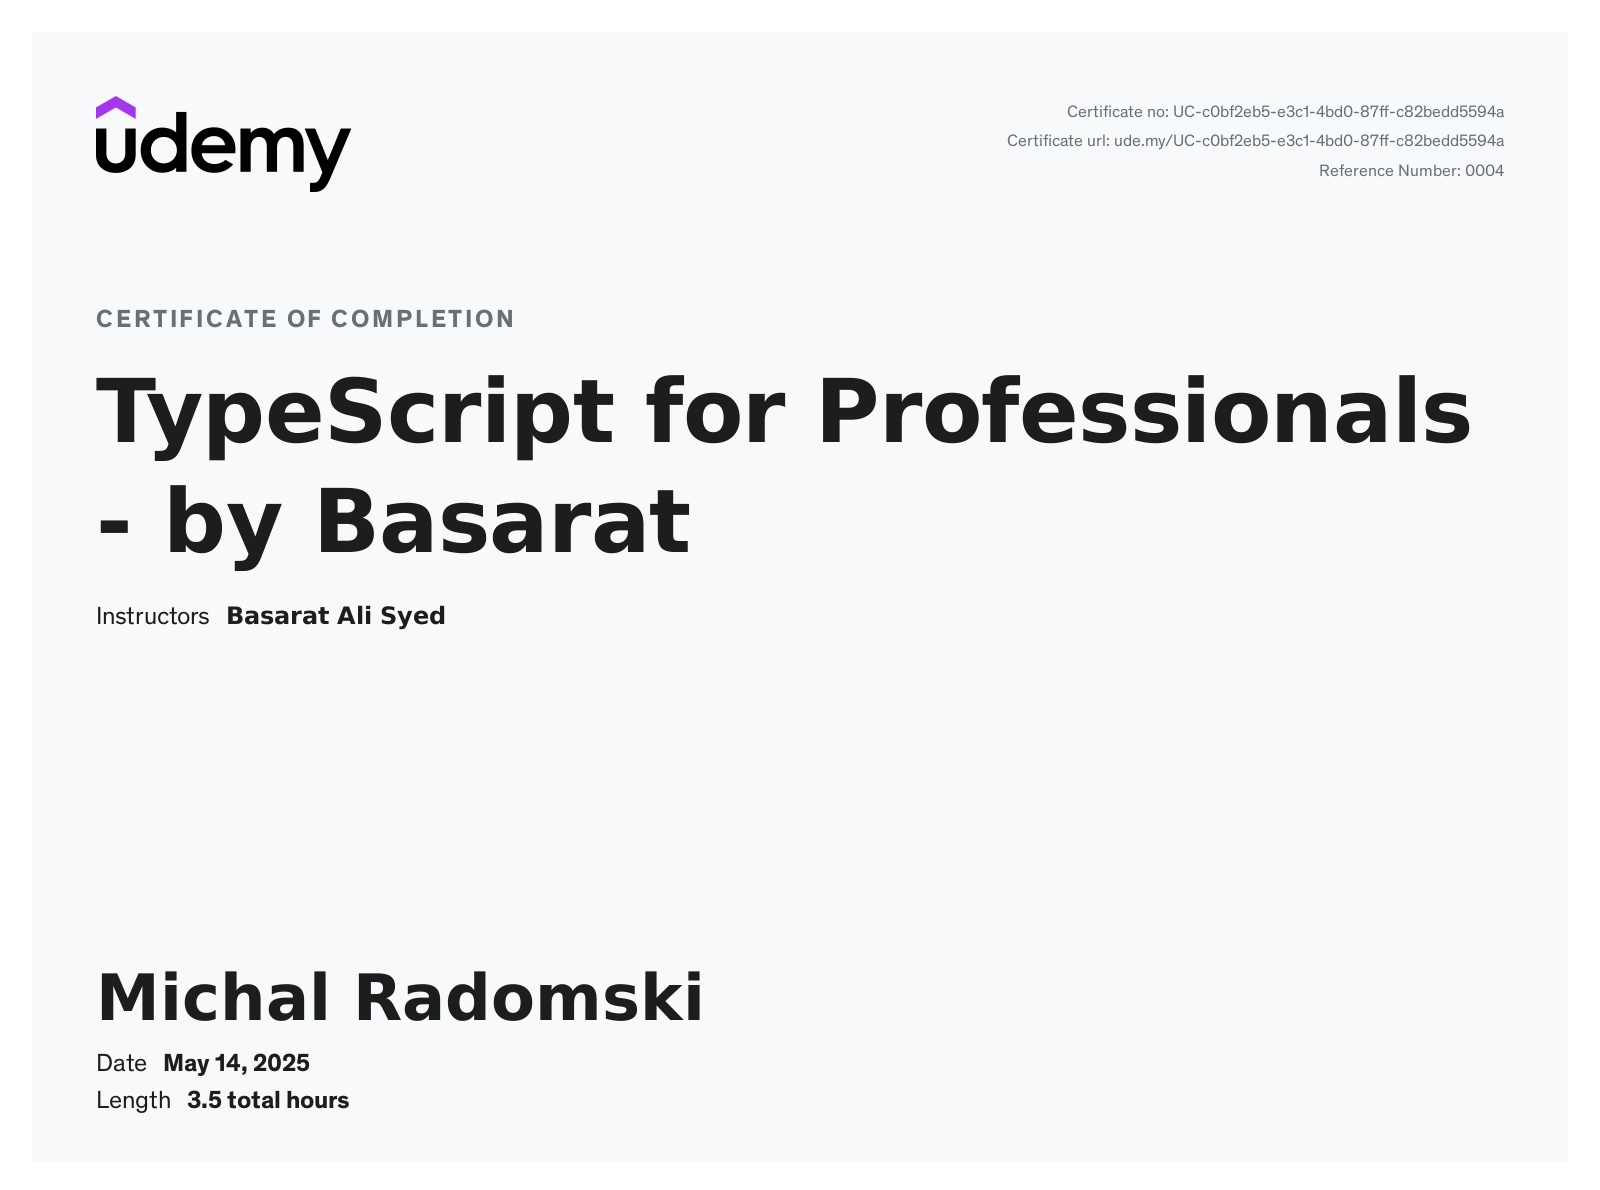 udemy
Certificate no: UC-c0bf2eb5-e3c1-4bd0-87ff-c82bedd5594a
Certificate url: ude.my/UC-c0bf2eb5-e3c1-4bd0-87ff-c82bedd5594a
Reference Number: 0004
CERTIFICATE OF COMPLETION
TypeScript for Professionals
- by Basarat
Instructors Basarat Ali Syed
Michal Radomski
Date May 14, 2025
Length 3.5 total hours